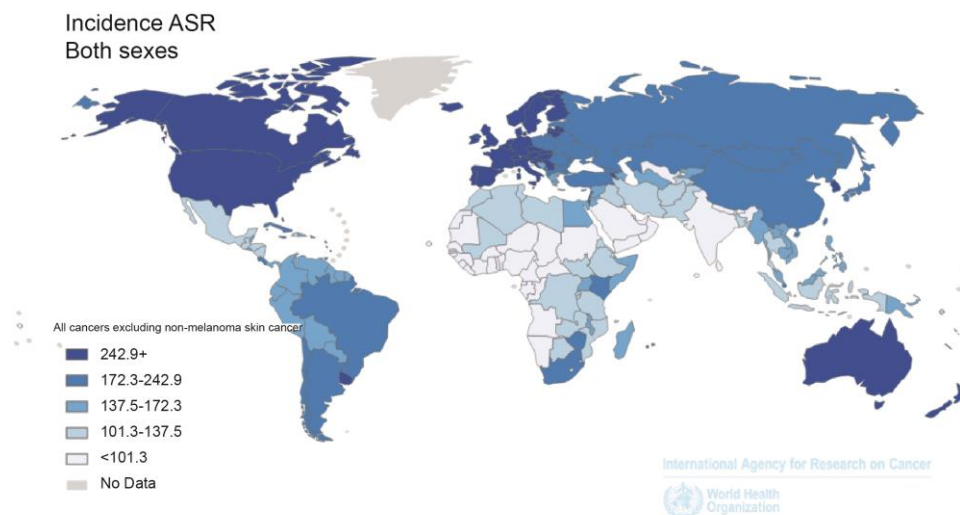 Incidence ASR
Both sexes
All cancers excluding non-melanoma skin cancer
242.9+
172.3-242.9
137.5-172.3
101.3-137.5
<101.3
No Data
International Agency for Research on Cancer
World Health
Organization